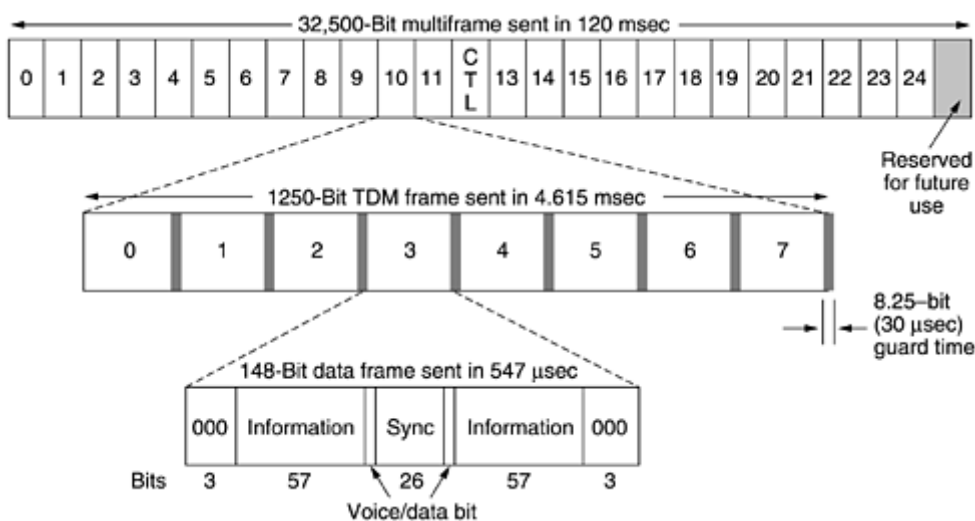 32,500-Bit multiframe sent in 120 msec
0 1 2 3 4 5 6 7 8 9 10 11 CTL 13 14 15 16 17 18 19 20 21 22 23 24
Reserved
for future
use
1250-Bit TDM frame sent in 4.615 msec
0 1 2 3 4 5 6 7
8.25–bit
(30 μsec)
guard time
148-Bit data frame sent in 547 μsec
000 Information Sync Information 000
Bits 3 57 26 57 3
Voice/data bit